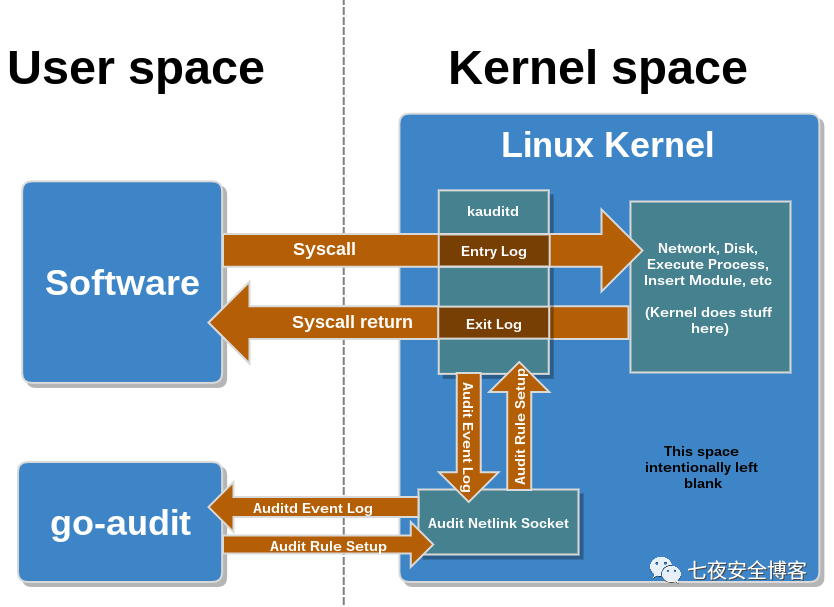 User space
Kernel space
Linux Kernel
kauditd
Syscall
Entry Log
Network, Disk,
Execute Process,
Insert Module, etc
(Kernel does stuff
here)
Software
Syscall return
Exit Log
Audit Event Log
Audit Rule Setup
This space
intentionally left
blank
go-audit
Auditd Event Log
Audit Rule Setup
Audit Netlink Socket
七夜安全博客